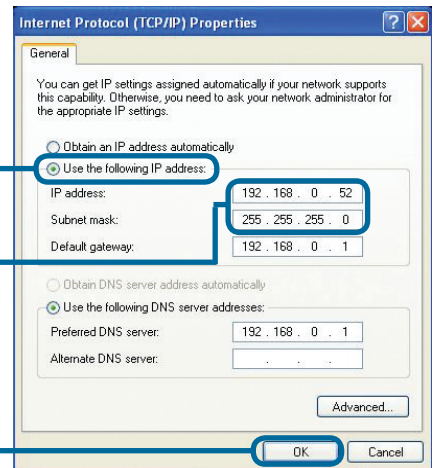 Internet Protocol (TCP/IP) Properties
General
You can get IP settings assigned automatically if your network supports
this capability. Otherwise, you need to ask your network administrator for
the appropriate IP settings.
Obtain an IP address automatically
Use the following IP address:
IP address: 192 . 168 . 0 . 52
Subnet mask: 255 . 255 . 255 . 0
Default gateway: 192 . 168 . 0 . 1
Obtain DNS server address automatically
Use the following DNS server addresses:
Preferred DNS server: 192 . 168 . 0 . 1
Alternate DNS server: . . .
Advanced...
OK Cancel